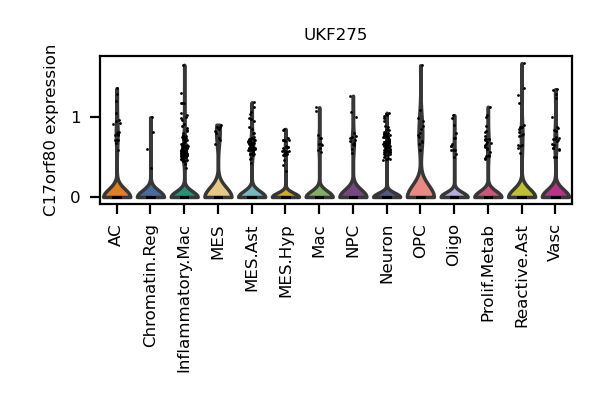 UKF275
C17orf80 expression
1
0
AC
Chromatin.Reg
Inflammatory.Mac
MES
MES.Ast
MES.Hyp
Mac
NPC
Neuron
OPC
Oligo
Prolif.Metab
Reactive.Ast
Vasc